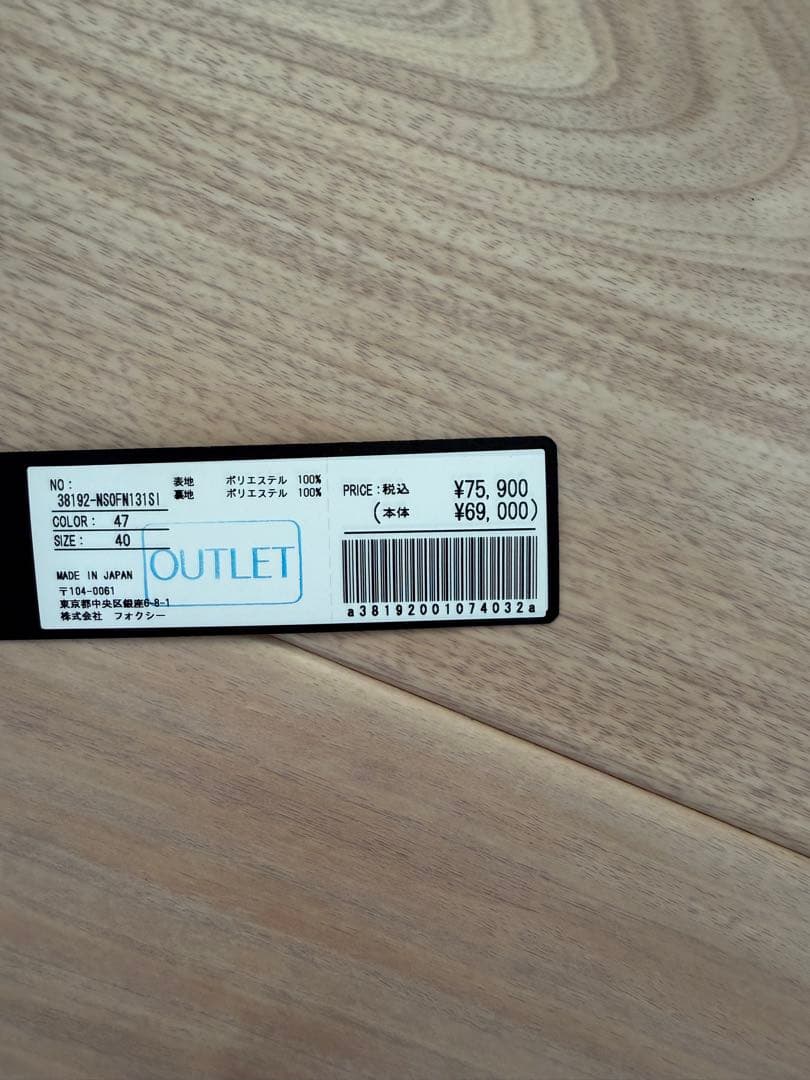 NO:
38192-NSOFN131SI
COLOR: 47
SIZE: 40
表地 ポリエステル 100%
裏地 ポリエステル 100%
OUTLET
MADE IN JAPAN
〒104-0061
東京都中央区銀座6-8-1
株式会社 フォクシー
PRICE:税込 ¥75,900
(本体 ¥69,000)
a38192001074032a